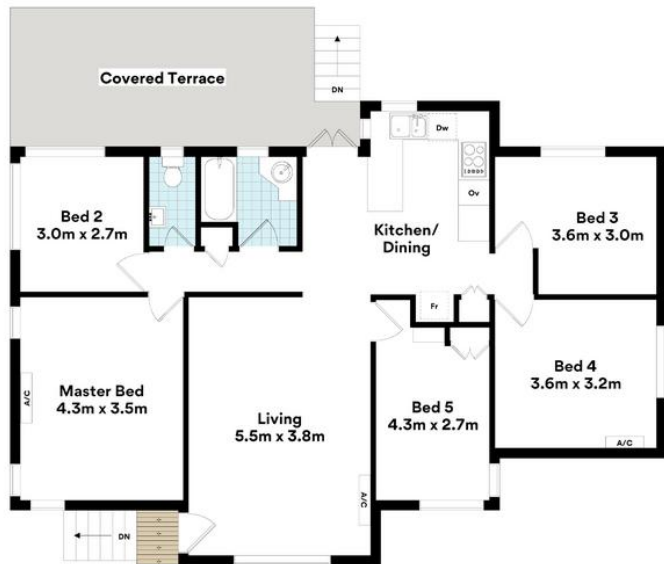 Covered Terrace
DN
Dw
Ov
Bed 2
3.0m x 2.7m
Kitchen/
Dining
Bed 3
3.6m x 3.0m
Fr
Master Bed
4.3m x 3.5m
A/C
Living
5.5m x 3.8m
A/C
Bed 5
4.3m x 2.7m
Bed 4
3.6m x 3.2m
A/C
DN